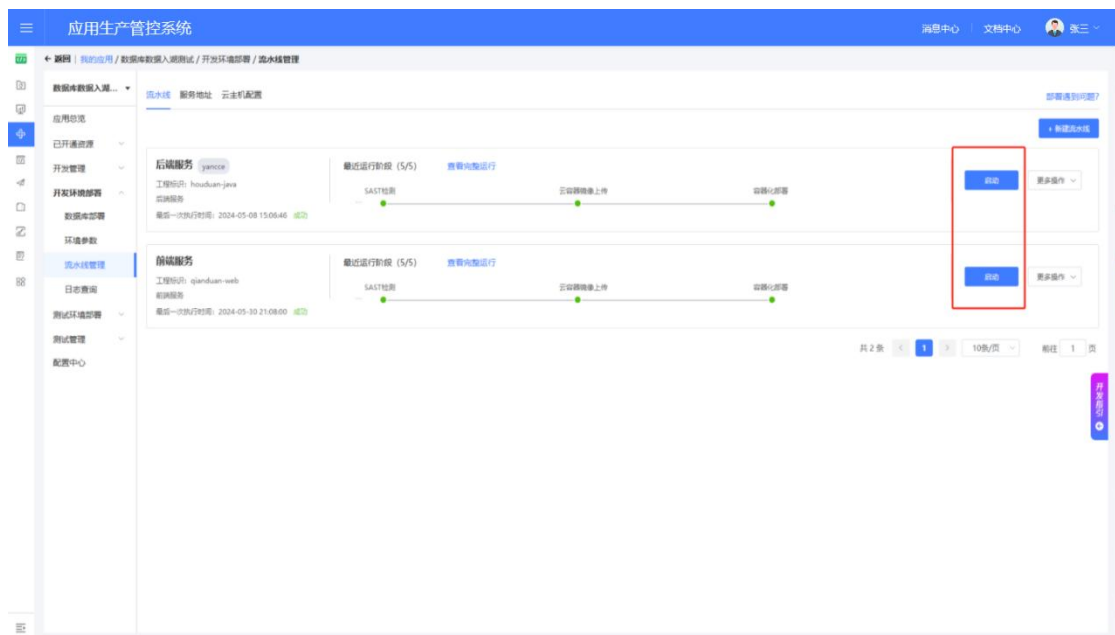 应用生产管控系统
消息中心 文档中心 张三
← 返回 | 我的应用 / 数据库数据入湖测试 / 开发环境部署 / 流水线管理
数据库数据入湖...
流水线 服务地址 云主机配置
部署遇到问题?
应用总览
+ 新建流水线
已开通资源
开发管理
开发环境部署
数据库部署
环境参数
流水线管理
日志查询
测试环境部署
测试管理
配置中心
后端服务 yancce
最近运行阶段 (5/5) 查看完整运行
工程标识: houduan-java
后端服务
最后一次执行时间: 2024-05-08 15:06:46 成功
... SAST检测 云容器镜像上传 容器化部署
启动 更多操作
前端服务
最近运行阶段 (5/5) 查看完整运行
工程标识: qianduan-web
前端服务
最后一次执行时间: 2024-05-30 21:08:00 成功
... SAST检测 云容器镜像上传 容器化部署
启动 更多操作
共 2 条 < 1 > 10条/页 前往 1 页
开发指引